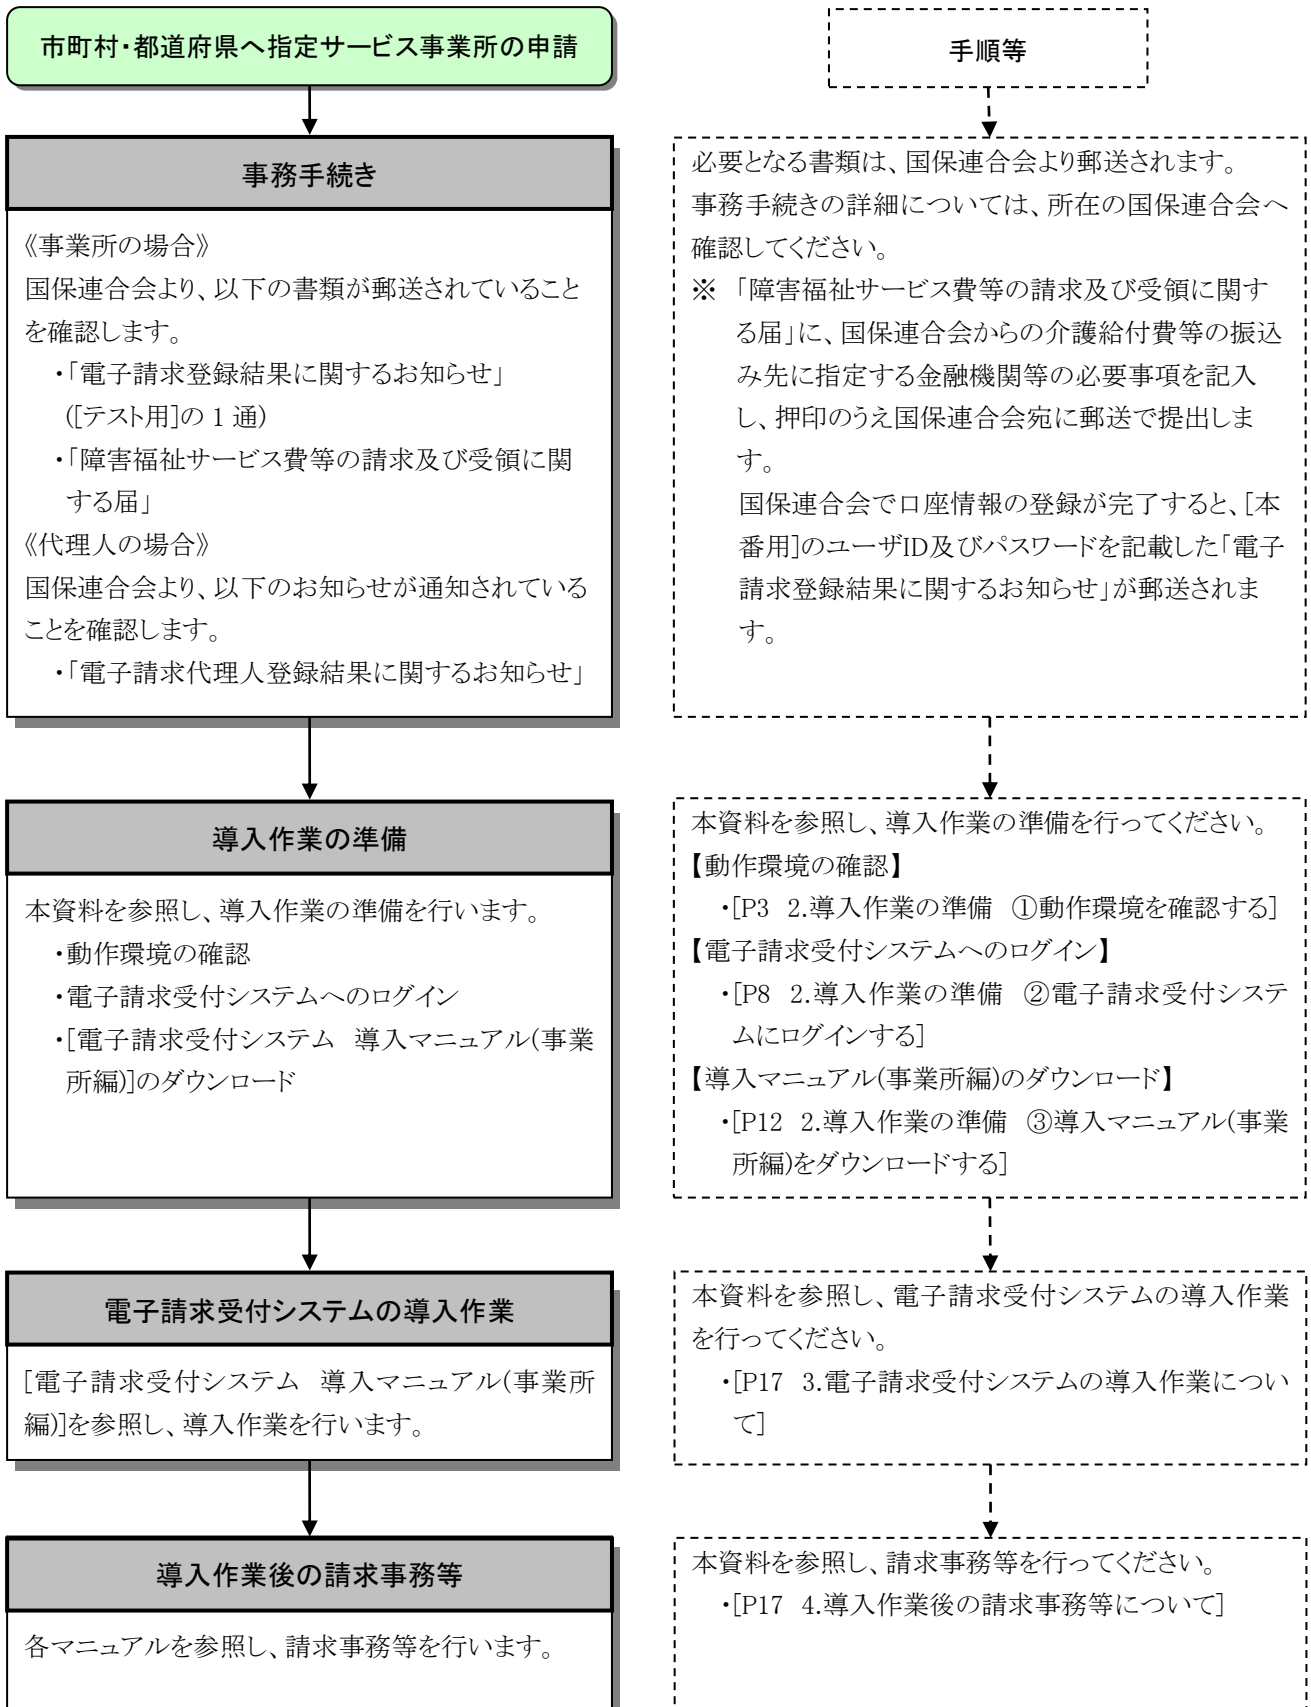 市町村・都道府県へ指定サービス事業所の申請
手順等
事務手続き
《事業所の場合》
国保連合会より、以下の書類が郵送されていること
を確認します。
・「電子請求登録結果に関するお知らせ」
([テスト用]の 1 通)
・「障害福祉サービス費等の請求及び受領に関
する届」
《代理人の場合》
国保連合会より、以下のお知らせが通知されている
ことを確認します。
・「電子請求代理人登録結果に関するお知らせ」
必要となる書類は、国保連合会より郵送されます。
事務手続きの詳細については、所在の国保連合会へ
確認してください。
※ 「障害福祉サービス費等の請求及び受領に関す
る届」に、国保連合会からの介護給付費等の振込
み先に指定する金融機関等の必要事項を記入
し、押印のうえ国保連合会宛に郵送で提出しま
す。
国保連合会で口座情報の登録が完了すると、[本
番用]のユーザID及びパスワードを記載した「電子
請求登録結果に関するお知らせ」が郵送されま
す。
導入作業の準備
本資料を参照し、導入作業の準備を行います。
・動作環境の確認
・電子請求受付システムへのログイン
・[電子請求受付システム 導入マニュアル(事業
所編)]のダウンロード
本資料を参照し、導入作業の準備を行ってください。
【動作環境の確認】
・[P3 2.導入作業の準備 ①動作環境を確認する]
【電子請求受付システムへのログイン】
・[P8 2.導入作業の準備 ②電子請求受付システ
ムにログインする]
【導入マニュアル(事業所編)のダウンロード】
・[P12 2.導入作業の準備 ③導入マニュアル(事業
所編)をダウンロードする]
電子請求受付システムの導入作業
[電子請求受付システム 導入マニュアル(事業所
編)]を参照し、導入作業を行います。
本資料を参照し、電子請求受付システムの導入作業
を行ってください。
・[P17 3.電子請求受付システムの導入作業につい
て]
導入作業後の請求事務等
各マニュアルを参照し、請求事務等を行います。
本資料を参照し、請求事務等を行ってください。
・[P17 4.導入作業後の請求事務等について]